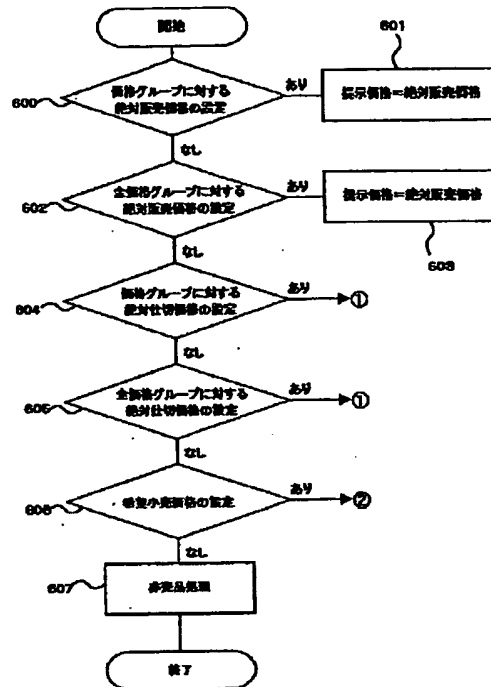 開始
601
価格グループに対する
絶対販売価格の設定
あり
提示価格=絶対販売価格
600
なし
全価格グループに対する
絶対販売価格の設定
あり
提示価格=絶対販売価格
602
603
なし
価格グループに対する
絶対仕切価格の設定
あり
①
604
なし
全価格グループに対する
絶対仕切価格の設定
あり
①
605
なし
希望小売価格の設定
あり
②
606
なし
非売品処理
607
終了